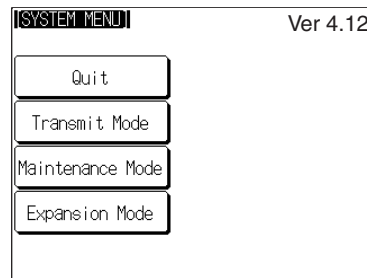 [SYSTEM MENU]
Ver 4.12
Quit
Transmit Mode
Maintenance Mode
Expansion Mode